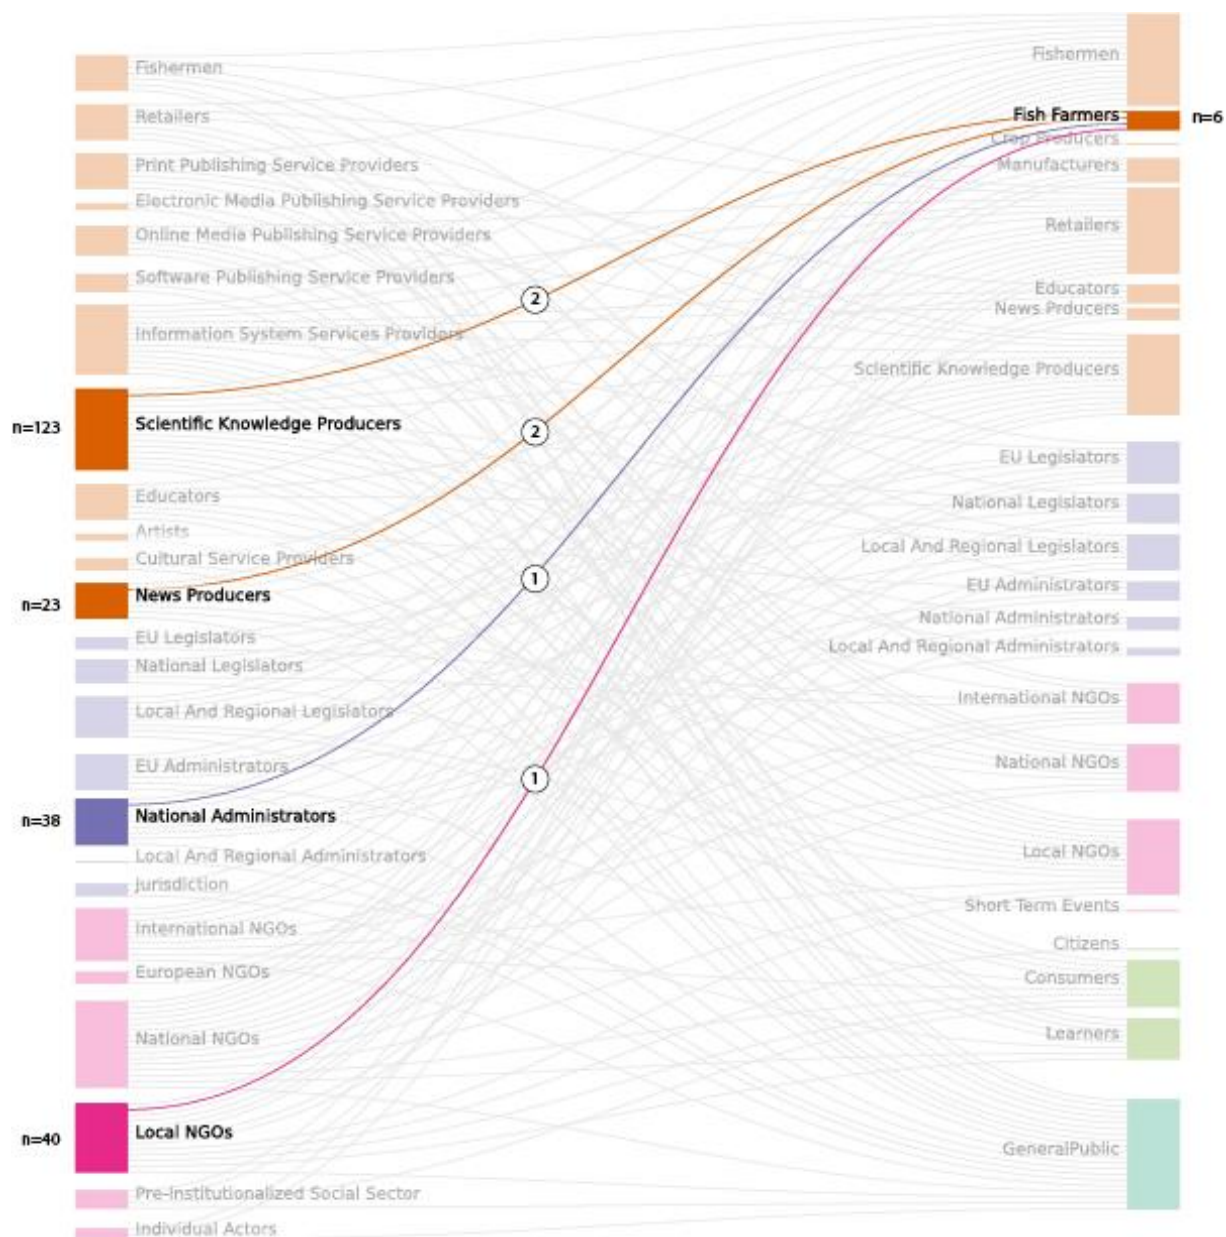 Fishermen
Retailers
Print Publishing Service Providers
Electronic Media Publishing Service Providers
Online Media Publishing Service Providers
Software Publishing Service Providers
Information System Services Providers
n=123
Scientific Knowledge Producers
Educators
Artists
Cultural Service Providers
n=23
News Producers
EU Legislators
National Legislators
Local And Regional Legislators
EU Administrators
n=38
National Administrators
Local And Regional Administrators
Jurisdiction
International NGOs
European NGOs
National NGOs
n=40
Local NGOs
Pre-Institutionalized Social Sector
Individual Actors
2
2
1
1
Fishermen
Fish Farmers
n=6
Crop Producers
Manufacturers
Retailers
Educators
News Prducers
Scientific Knowledge Producers
EU Legislators
National Legislators
Local And Regional Legislators
EU Administrators
National Administrators
Local And Regional Administrators
International NGOs
National NGOs
Local NGOs
Short Term Events
Citizens
Consumers
Learners
GeneralPublic